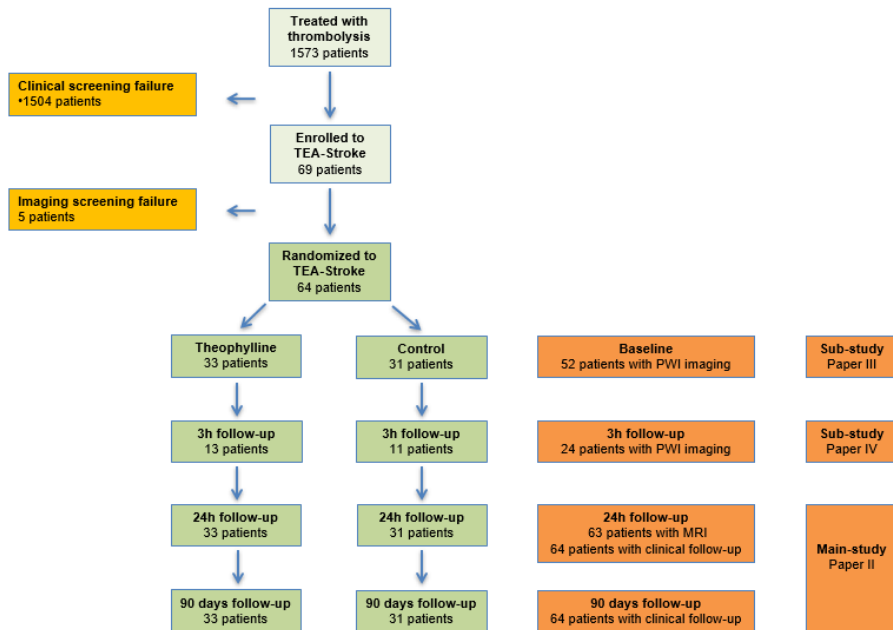 Treated with
thrombolysis
1573 patients
Clinical screening failure
•1504 patients
Enrolled to
TEA-Stroke
69 patients
Imaging screening failure
5 patients
Randomized to
TEA-Stroke
64 patients
Theophylline
33 patients
Control
31 patients
Baseline
52 patients with PWI imaging
Sub-study
Paper III
3h follow-up
13 patients
3h follow-up
11 patients
3h follow-up
24 patients with PWI imaging
Sub-study
Paper IV
24h follow-up
33 patients
24h follow-up
31 patients
24h follow-up
63 patients with MRI
64 patients with clinical follow-up
Main-study
Paper II
90 days follow-up
33 patients
90 days follow-up
31 patients
90 days follow-up
64 patients with clinical follow-up